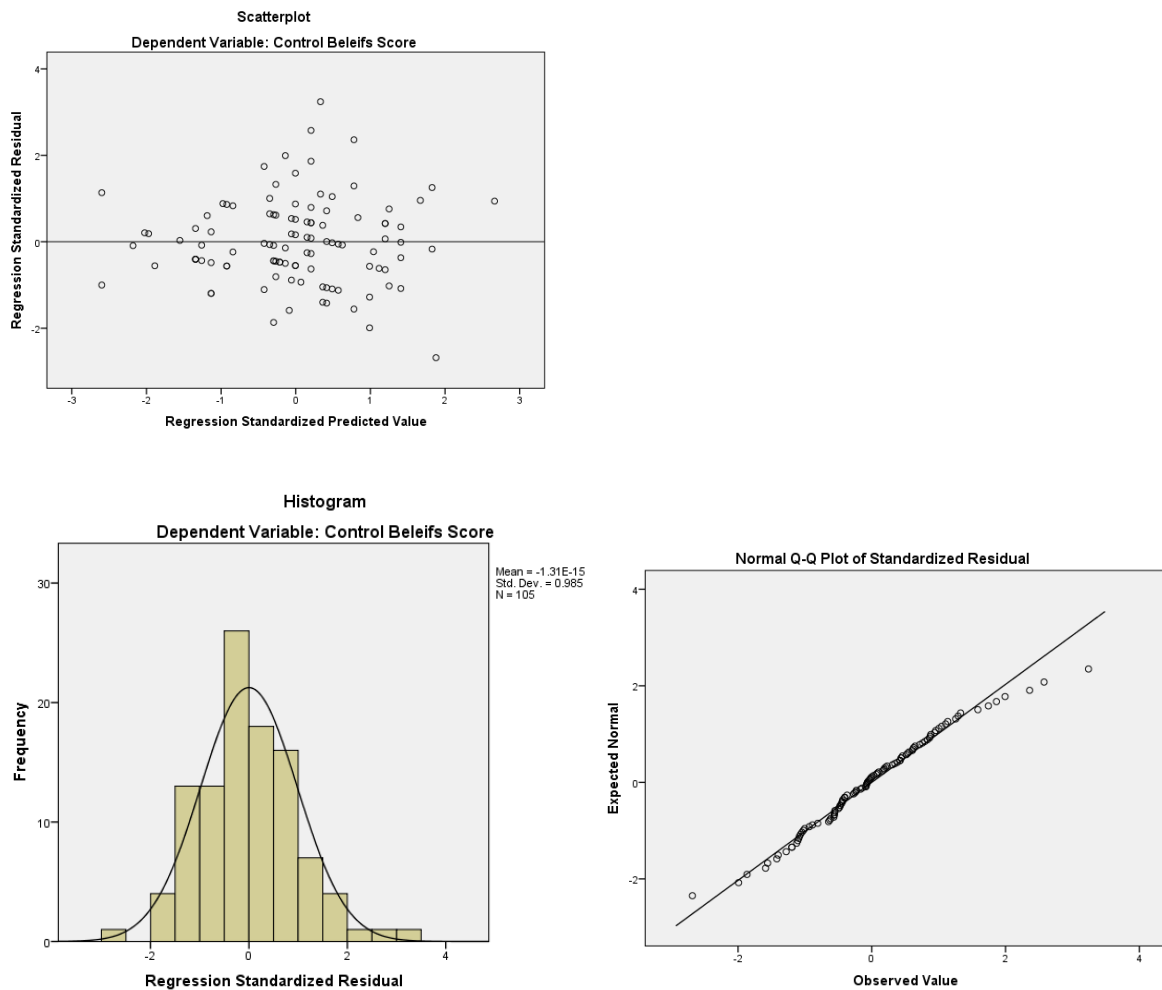 Scatterplot
Dependent Variable: Control Beleifs Score
Regression Standardized Residual
4
2
0
-2
-3
-2
-1
0
1
2
3
Regression Standardized Predicted Value
Histogram
Dependent Variable: Control Beleifs Score
Mean = -1.31E-15
Std. Dev. = 0.985
N = 105
Frequency
30
20
10
0
-2
0
2
4
Regression Standardized Residual
Normal Q-Q Plot of Standardized Residual
Expected Normal
4
2
0
-2
-2
0
2
4
Observed Value